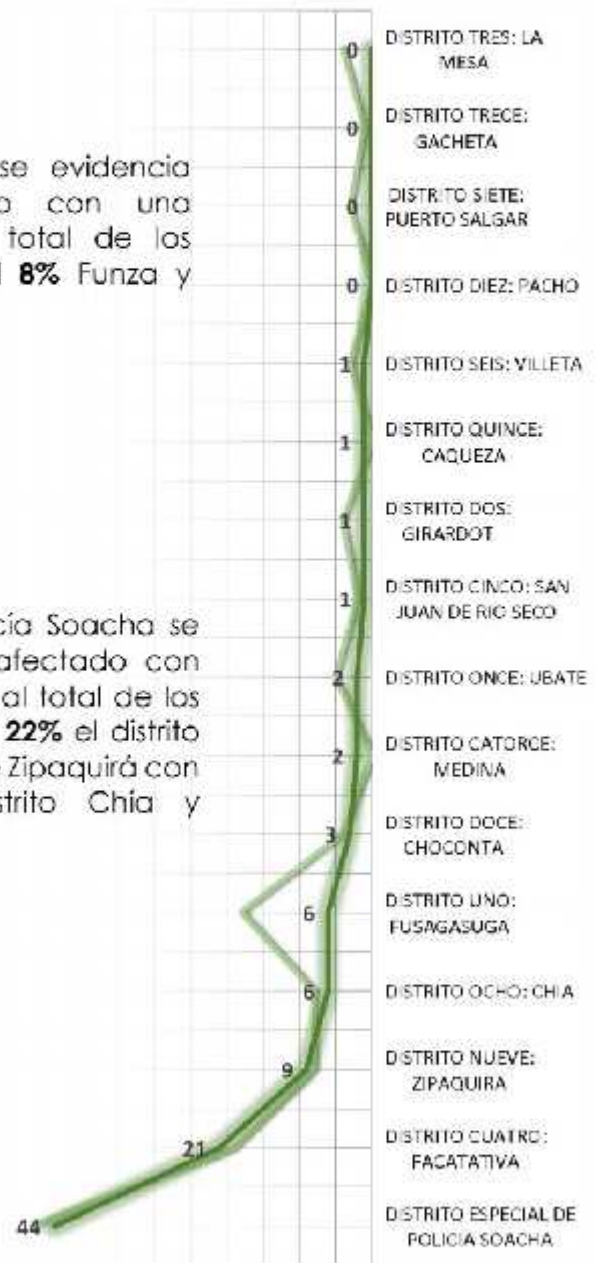 se evidencia
con una
total de los
8% Funza y
cía Soacha se
afectado con
al total de los
22% el distrito
e Zipaquirá con
strito Chía y
0
DISTRITO TRES: LA
MESA
0
DISTRITO TRECE:
GACHETA
0
DISTRITO SIETE:
PUERTO SALGAR
0
DISTRITO DIEZ: PACHO
1
DISTRITO SEIS: VILLETA
1
DISTRITO QUINCE:
CAQUEZA
1
DISTRITO DOS:
GIRARDOT
1
DISTRITO CINCO: SAN
JUAN DE RIO SECO
2
DISTRITO ONCE: UBATE
2
DISTRITO CATORCE:
MEDINA
3
DISTRITO DOCE:
CHOCONTA
6
DISTRITO UNO:
FUSAGASUGA
6
DISTRITO OCHO: CHIA
9
DISTRITO NUEVE:
ZIPAQUIRA
21
DISTRITO CUATRO:
FACATATIVA
44
DISTRITO ESPECIAL DE
POLICIA SOACHA